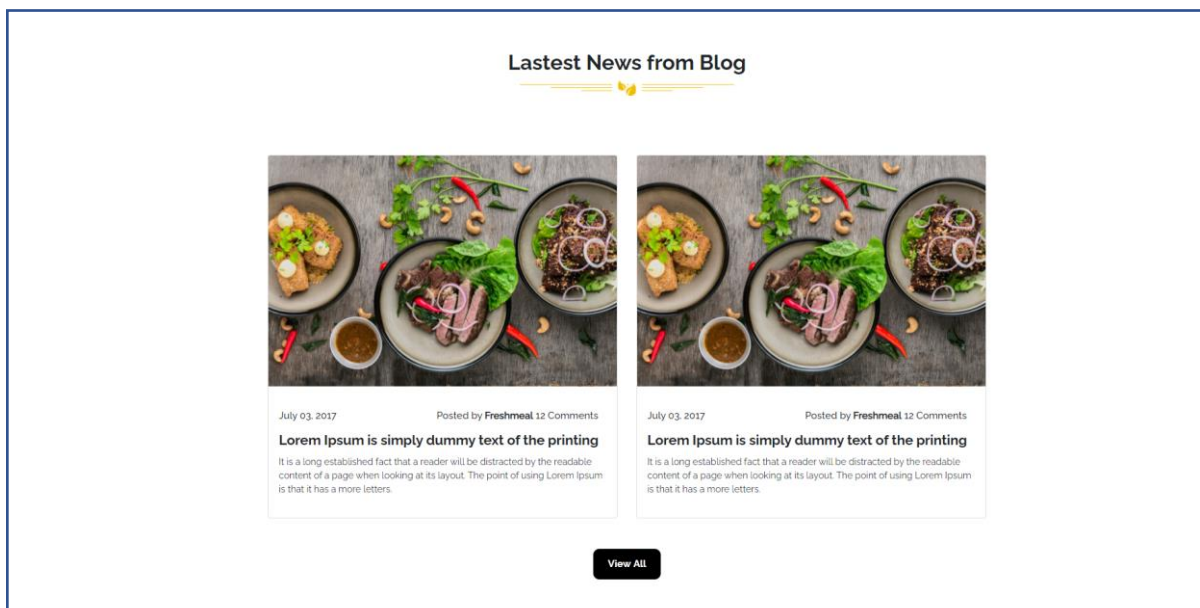 Lastest News from Blog
July 03, 2017 Posted by Freshmeal 12 Comments
Lorem Ipsum is simply dummy text of the printing
It is a long established fact that a reader will be distracted by the readable
content of a page when looking at its layout. The point of using Lorem Ipsum
is that it has a more letters.
July 03, 2017 Posted by Freshmeal 12 Comments
Lorem Ipsum is simply dummy text of the printing
It is a long established fact that a reader will be distracted by the readable
content of a page when looking at its layout. The point of using Lorem Ipsum
is that it has a more letters.
View All